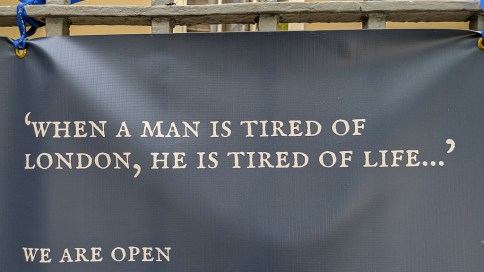 ‘WHEN A MAN IS TIRED OF
LONDON, HE IS TIRED OF LIFE...’
WE ARE OPEN